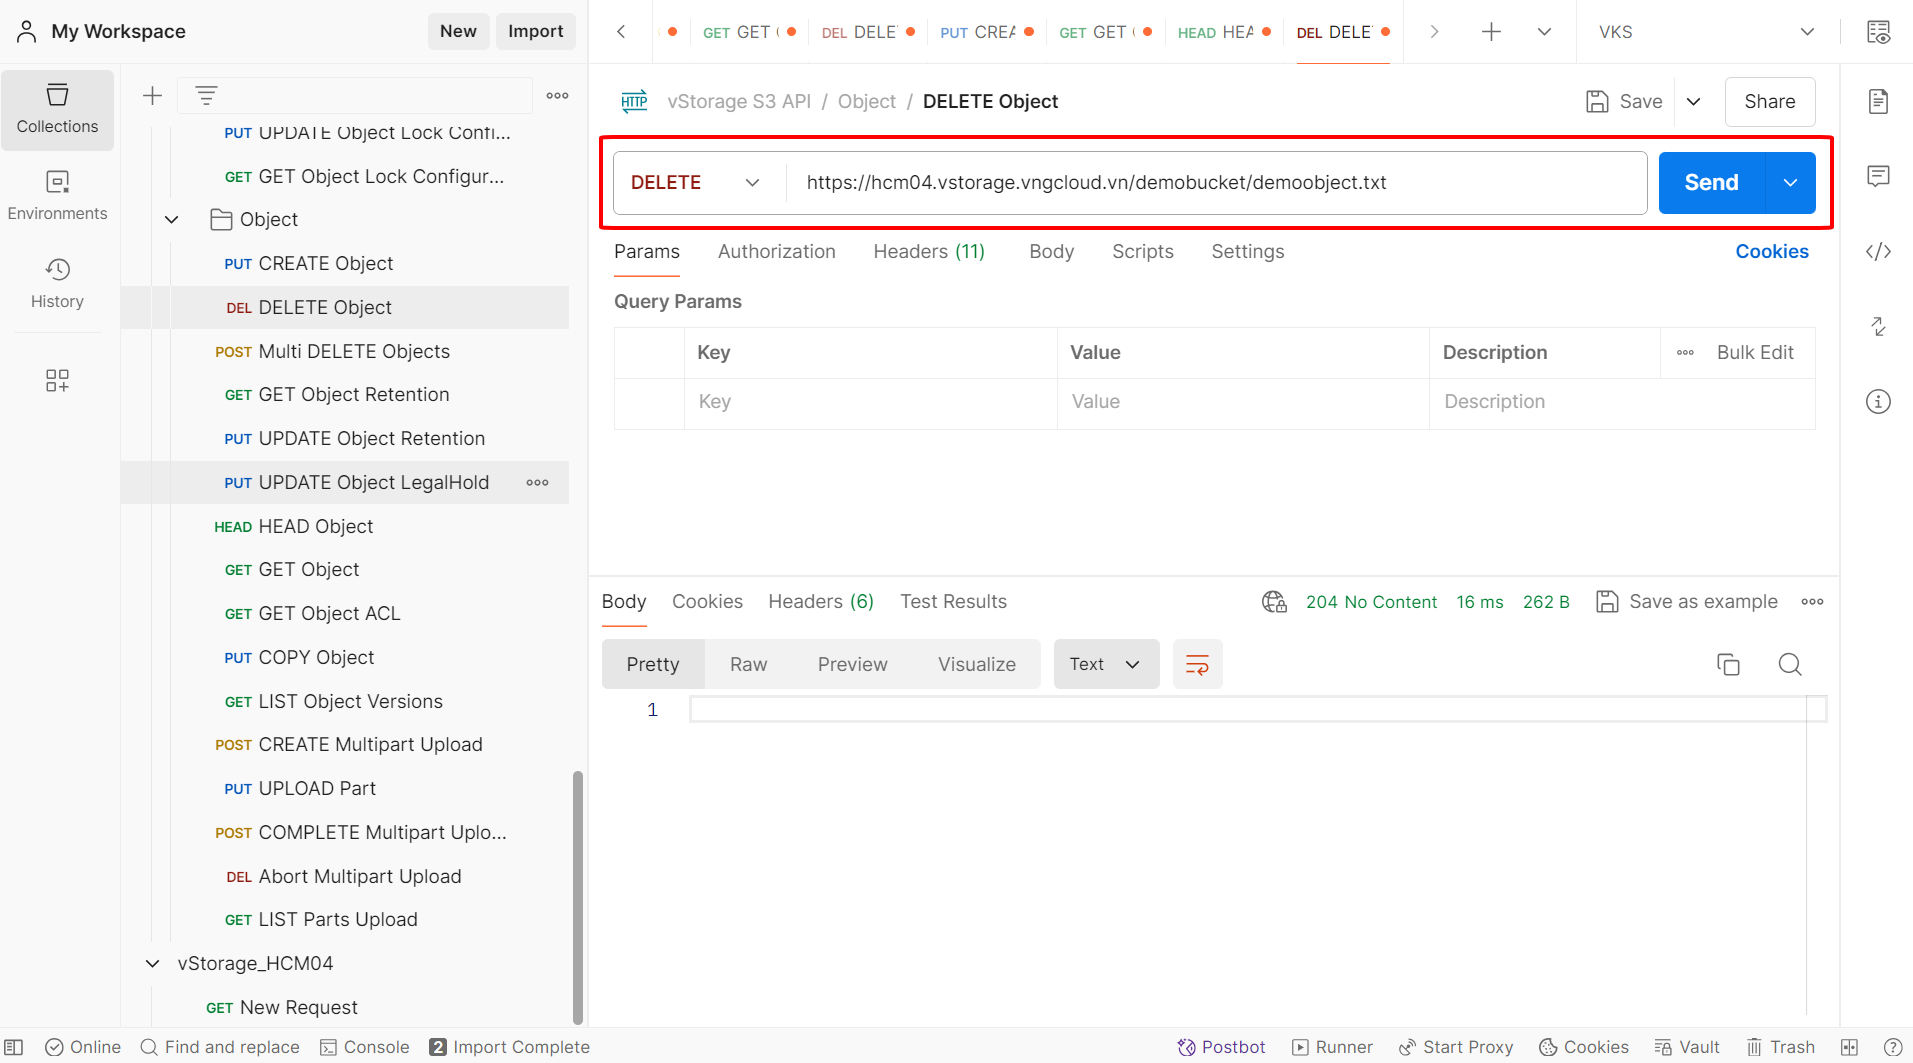 My Workspace
New
Import
GET GET
DEL DELE
PUT CREA
GET GET
HEAD HEA
DEL DELE
VKS
Collections
Environments
History
PUT UPDATE Object Lock Confi...
GET GET Object Lock Configur...
Object
PUT CREATE Object
DEL DELETE Object
POST Multi DELETE Objects
GET GET Object Retention
PUT UPDATE Object Retention
PUT UPDATE Object LegalHold
HEAD HEAD Object
GET GET Object
GET GET Object ACL
PUT COPY Object
GET LIST Object Versions
POST CREATE Multipart Upload
PUT UPLOAD Part
POST COMPLETE Multipart Uplo...
DEL Abort Multipart Upload
GET LIST Parts Upload
vStorage_HCM04
GET New Request
HTTP vStorage S3 API / Object / DELETE Object
Save
Share
DELETE
https://hcm04.vstorage.vngcloud.vn/demobucket/demoobject.txt
Send
Params
Authorization
Headers (11)
Body
Scripts
Settings
Cookies
Query Params
Key
Value
Description
Bulk Edit
Key
Value
Description
Body
Cookies
Headers (6)
Test Results
204 No Content
16 ms
262 B
Save as example
Pretty
Raw
Preview
Visualize
Text
1
Online
Find and replace
Console
2 Import Complete
Postbot
Runner
Start Proxy
Cookies
Vault
Trash